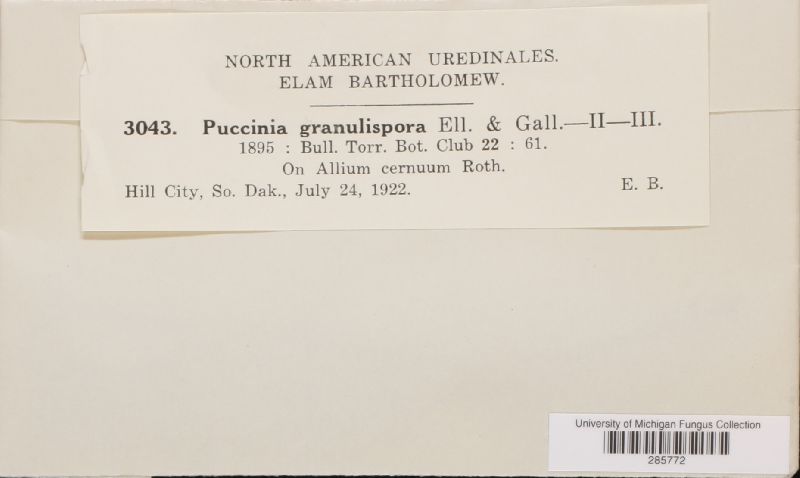 NORTH AMERICAN UREDINALES.
ELAM BARTHOLOMEW.
3043. Puccinia granulispora Ell. & Gall.—II—III.
1895 : Bull. Torr. Bot. Club 22 : 61.
On Allium cernuum Roth.
Hill City, So. Dak., July 24, 1922. E. B.
University of Michigan Fungus Collection
285772